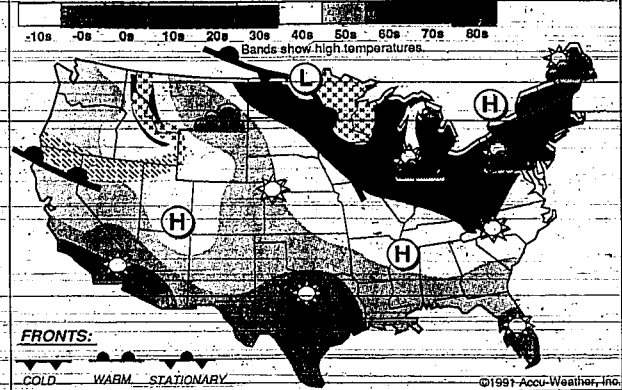 -10s -0s 0s 10s 20s 30s 40s 50s 60s 70s 80s
Bands show high temperatures.
L
H
H
H
FRONTS:
COLD WARM STATIONARY
©1991 Accu-Weather, Inc.